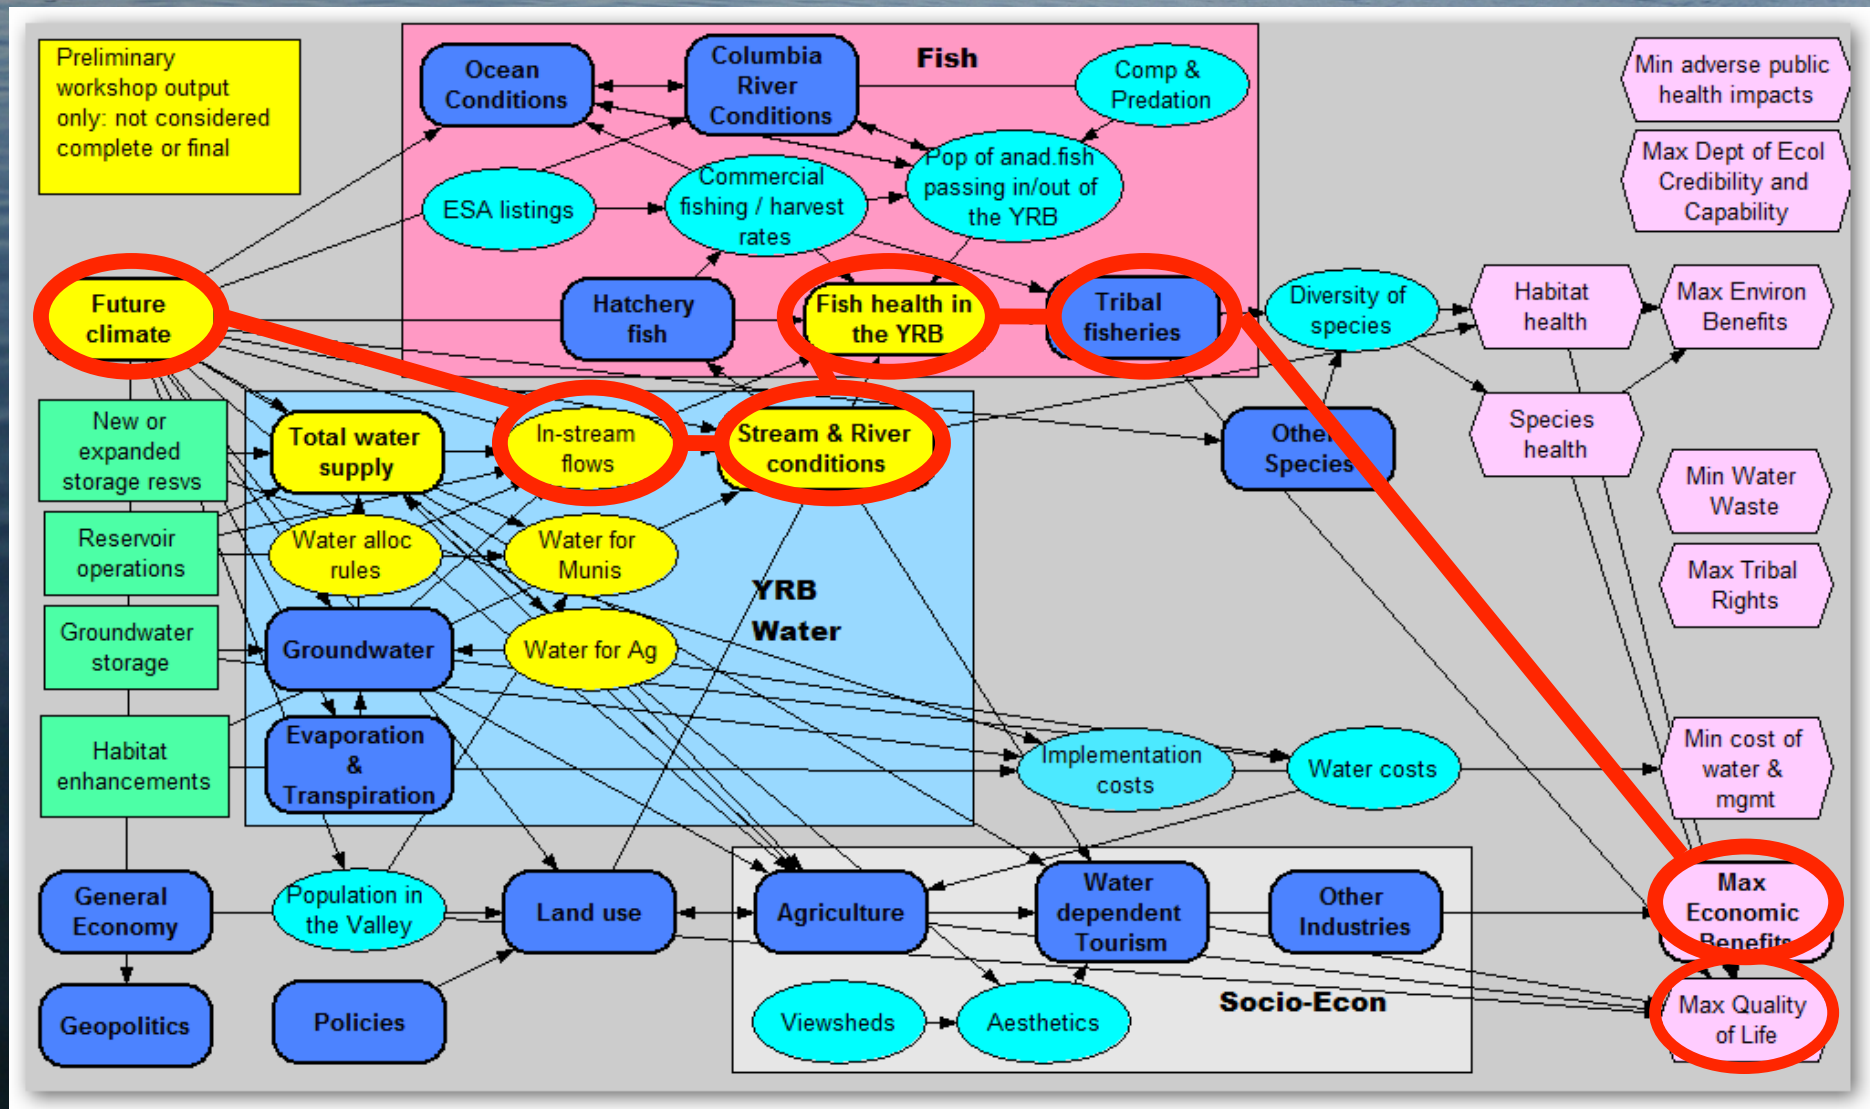 Preliminary
workshop output
only: not considered
complete or final
Fish
Ocean
Conditions
Columbia
River
Conditions
Comp &
Predation
ESA listings
Commercial
fishing / harvest
rates
Pop of anad.fish
passing in/out of
the YRB
Hatchery
fish
Fish health in
the YRB
Tribal
fisheries
Future
climate
Diversity of
species
Habitat
health
Max Environ
Benefits
Min adverse public
health impacts
Max Dept of Ecol
Credibility and
Capability
New or
expanded
storage resvs
Total water
supply
In-stream
flows
Stream & River
conditions
Other
Species
Species
health
Min Water
Waste
Reservoir
operations
Water alloc
rules
Water for
Munis
YRB
Water
Max Tribal
Rights
Groundwater
storage
Groundwater
Water for Ag
Habitat
enhancements
Evaporation
&
Transpiration
Implementation
costs
Water costs
Min cost of
water &
mgmt
General
Economy
Population in
the Valley
Land use
Agriculture
Water
dependent
Tourism
Other
Industries
Max
Economic
Benefits
Geopolitics
Policies
Viewsheds
Aesthetics
Socio-Econ
Max Quality
of Life